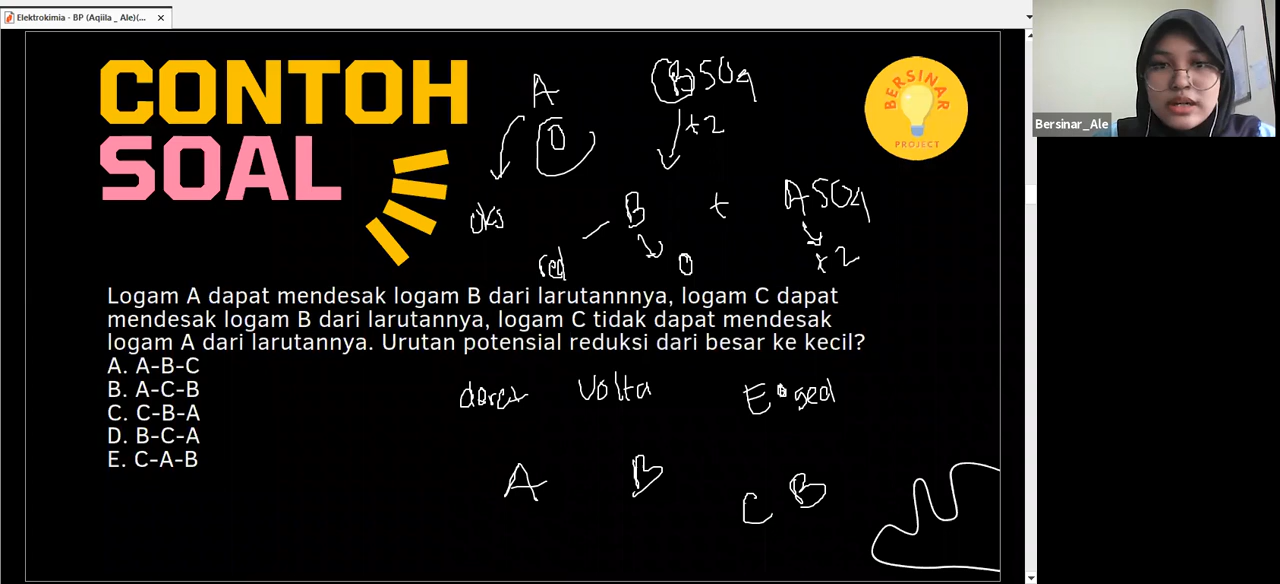 Elektrokimia - BP (Aqiila _ Ale)(...
CONTOH
SOAL
A BSO4
+2
oks B + ASO4
red 0 +2
0
BERSINAR
PROJECT
Bersinar_Ale
Logam A dapat mendesak logam B dari larutannnya, logam C dapat
mendesak logam B dari larutannya, logam C tidak dapat mendesak
logam A dari larutannya. Urutan potensial reduksi dari besar ke kecil?
A. A-B-C
B. A-C-B
C. C-B-A
D. B-C-A
E. C-A-B
deret Volta
A B
C B